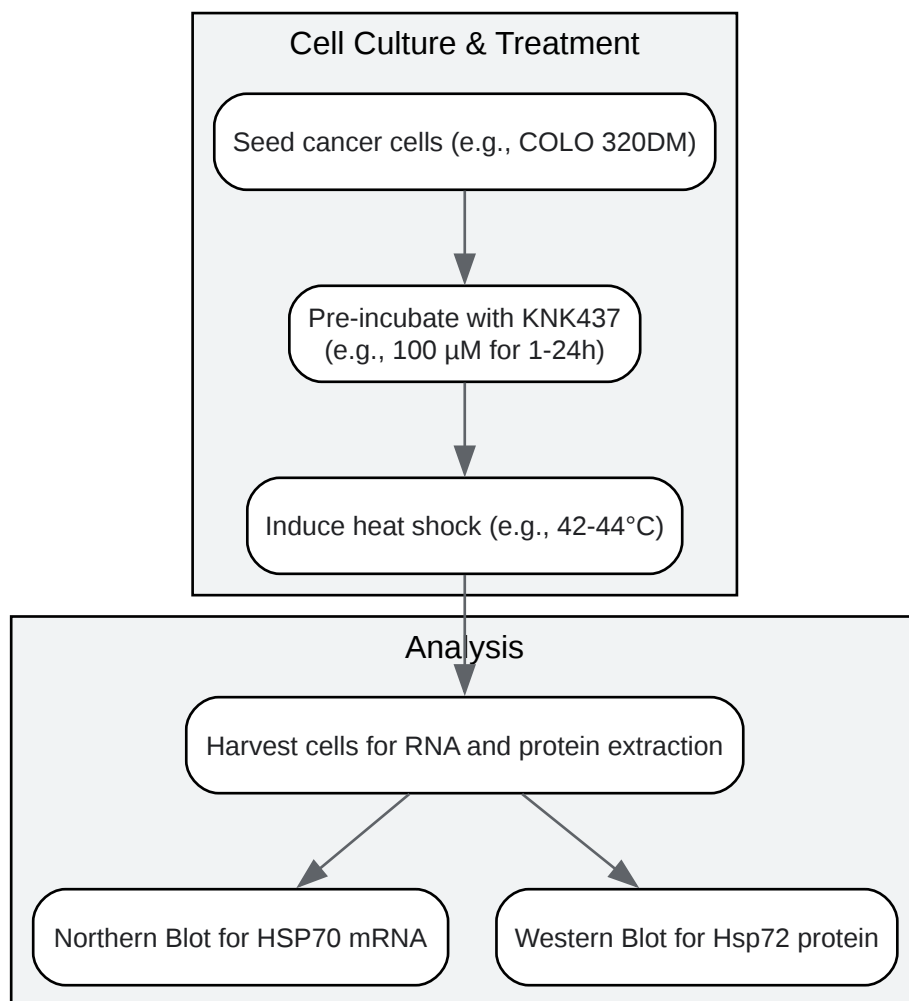 Cell Culture & Treatment
Seed cancer cells (e.g., COLO 320DM)
Pre-incubate with KNK437
(e.g., 100 µM for 1-24h)
Induce heat shock (e.g., 42-44°C)
Analysis
Harvest cells for RNA and protein extraction
Northern Blot for HSP70 mRNA
Western Blot for Hsp72 protein